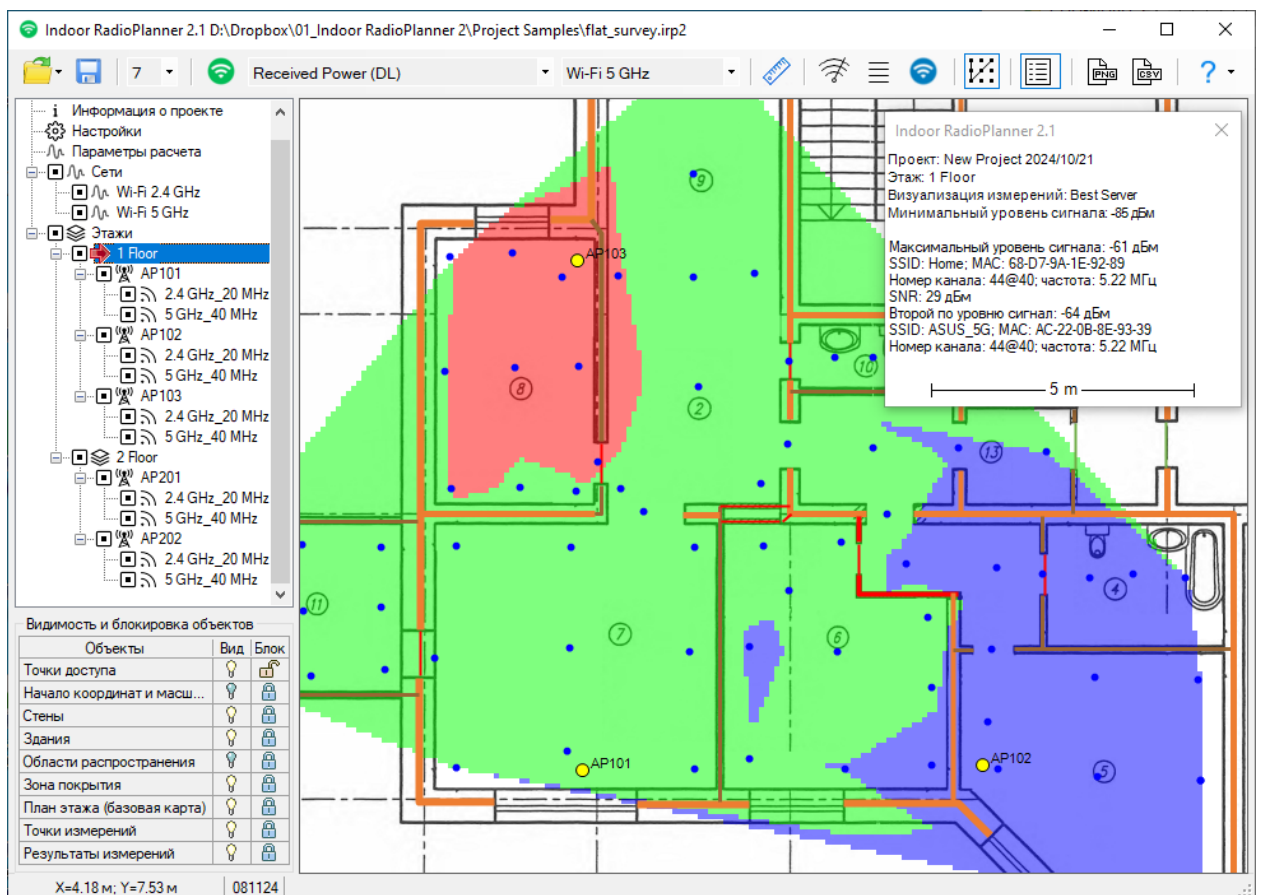 Indoor RadioPlanner 2.1 D:\Dropbox\01_Indoor RadioPlanner 2\Project Samples\flat_survey.irp2
7 Received Power (DL) Wi-Fi 5 GHz PNG CSV ?
i Информация о проекте
Настройки
Параметры расчета
Сети
Wi-Fi 2.4 GHz
Wi-Fi 5 GHz
Этажи
1 Floor
AP101
2.4 GHz_20 MHz
5 GHz_40 MHz
AP102
2.4 GHz_20 MHz
5 GHz_40 MHz
AP103
2.4 GHz_20 MHz
5 GHz_40 MHz
2 Floor
AP201
2.4 GHz_20 MHz
5 GHz_40 MHz
AP202
2.4 GHz_20 MHz
5 GHz_40 MHz
Видимость и блокировка объектов
Объекты Вид Блок
Точки доступа
Начало координат и масш...
Стены
Здания
Области распространения
Зона покрытия
План этажа (базовая карта)
Точки измерений
Результаты измерений
X=4.18 м; Y=7.53 м 081124
9
AP103
8
2
10
13
4
11
7
6
AP101
AP102
5
Indoor RadioPlanner 2.1
Проект: New Project 2024/10/21
Этаж: 1 Floor
Визуализация измерений: Best Server
Минимальный уровень сигнала: -85 дБм
Максимальный уровень сигнала: -61 дБм
SSID: Home; MAC: 68-D7-9A-1E-92-89
Номер канала: 44@40; частота: 5.22 МГц
SNR: 29 дБм
Второй по уровню сигнал: -64 дБм
SSID: ASUS_5G; MAC: AC-22-0B-8E-93-39
Номер канала: 44@40; частота: 5.22 МГц
5 m